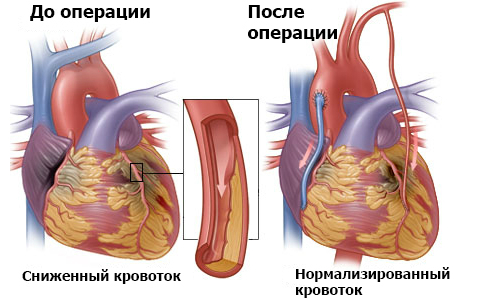 До операции
После
операции
Сниженный кровоток
Нормализированный
кровоток